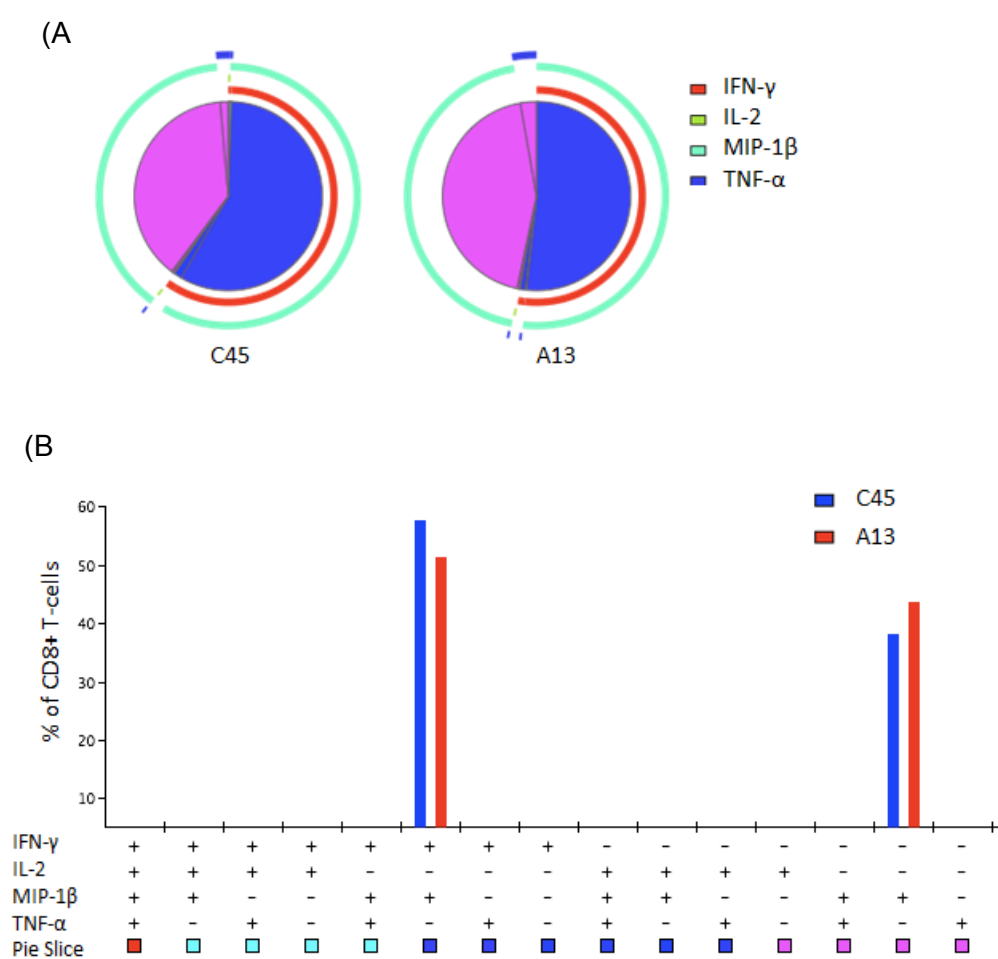 (A
IFN-γ
IL-2
MIP-1β
TNF-α
C45
A13
(B
C45
A13
% of CD8+ T-cells
60
50
40
30
20
10
IFN-γ + + + + + + + + – – – – – – –
IL-2 + + + + – – – – + + + + – – –
MIP-1β + + – – + + – – + + – – + + –
TNF-α + – + – + – + – + – + – + – +
Pie Slice